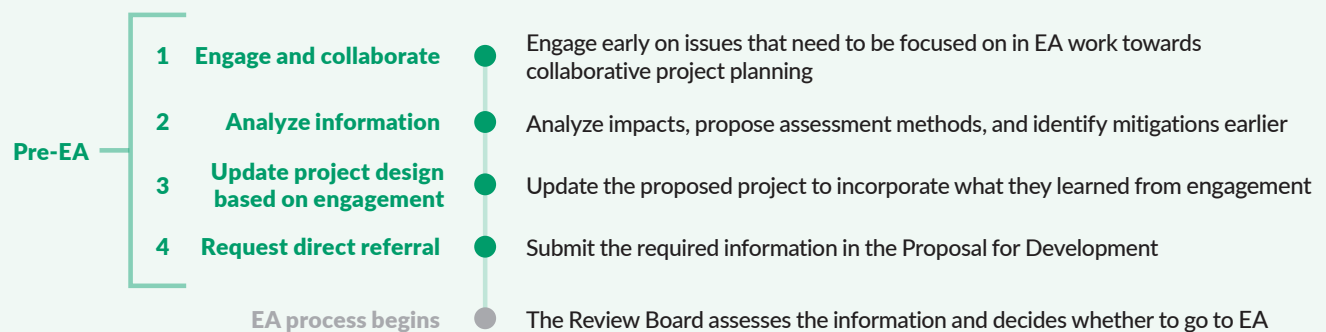 Pre-EA
1 Engage and collaborate
Engage early on issues that need to be focused on in EA work towards
collaborative project planning
2 Analyze information
Analyze impacts, propose assessment methods, and identify mitigations earlier
3 Update project design
based on engagement
Update the proposed project to incorporate what they learned from engagement
4 Request direct referral
Submit the required information in the Proposal for Development
EA process begins
The Review Board assesses the information and decides whether to go to EA